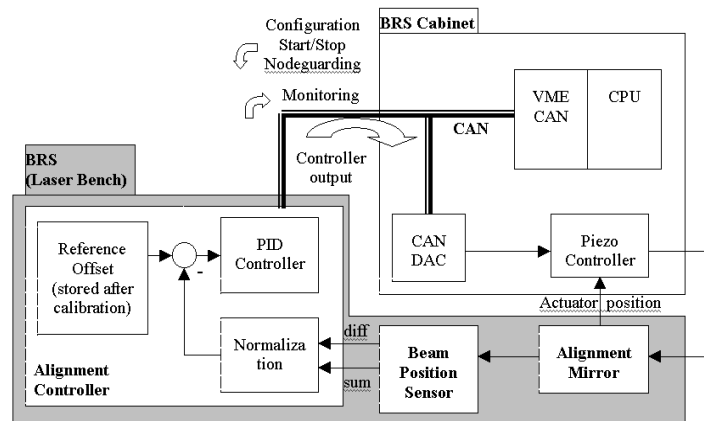 BRS Cabinet
Configuration
Start/Stop
Nodeguarding
Monitoring
VME
CAN
CPU
CAN
Controller
output
BRS
(Laser Bench)
Reference
Offset
(stored after
calibration)
-
PID
Controller
CAN
DAC
Piezo
Controller
Actuator position
Normaliza
tion
diff
sum
Beam
Position
Sensor
Alignment
Mirror
Alignment
Controller